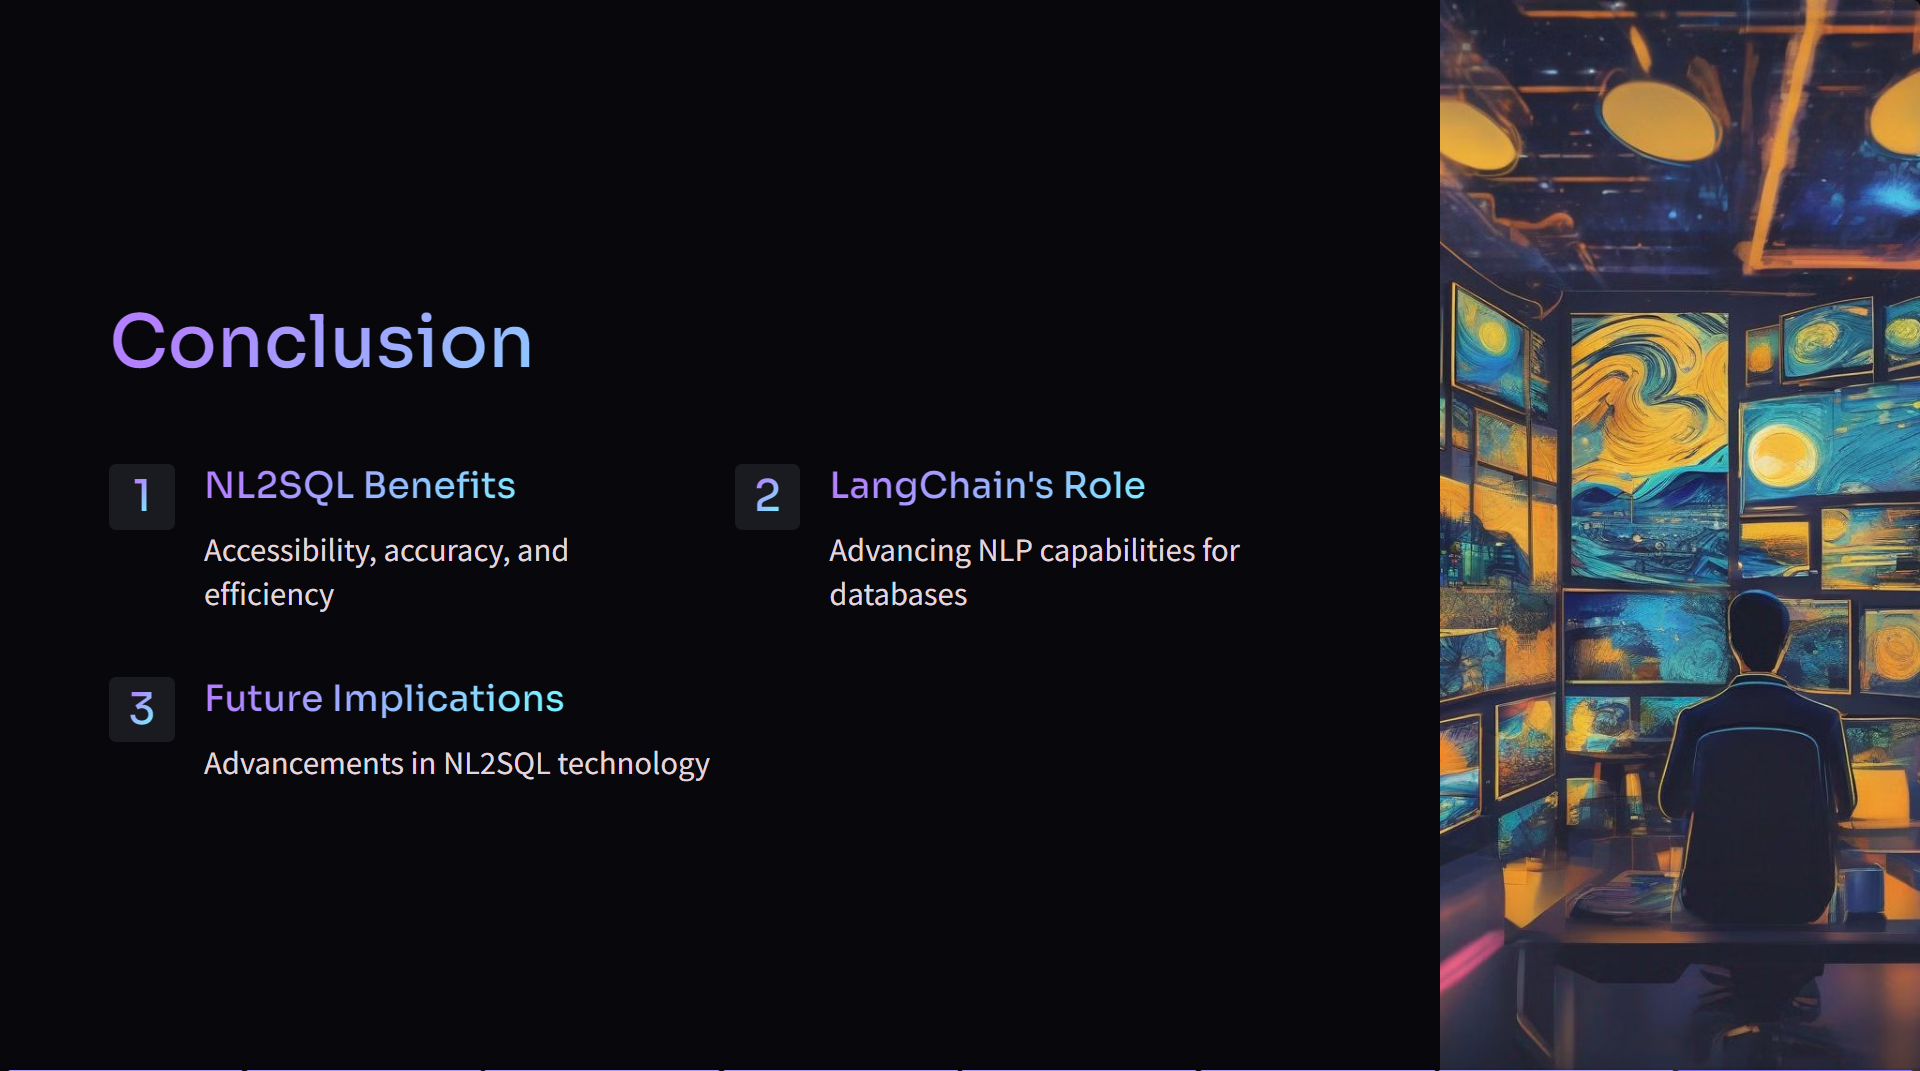 Conclusion
1
NL2SQL Benefits
Accessibility, accuracy, and
efficiency
2
LangChain's Role
Advancing NLP capabilities for
databases
3
Future Implications
Advancements in NL2SQL technology